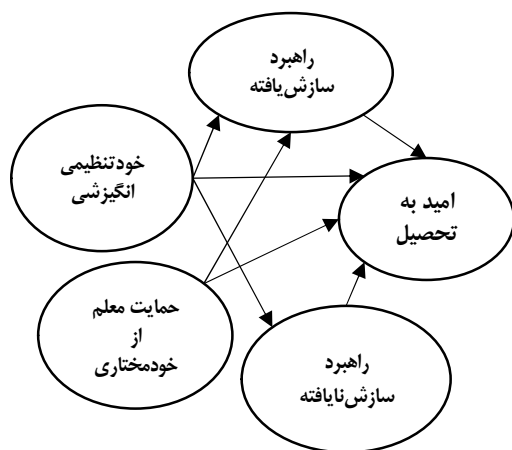 راهبرد
سازش‌یافته
خودتنظیمی
انگیزشی
امید به
تحصیل
حمایت معلم
از
خودمختاری
راهبرد
سازش‌نایافته